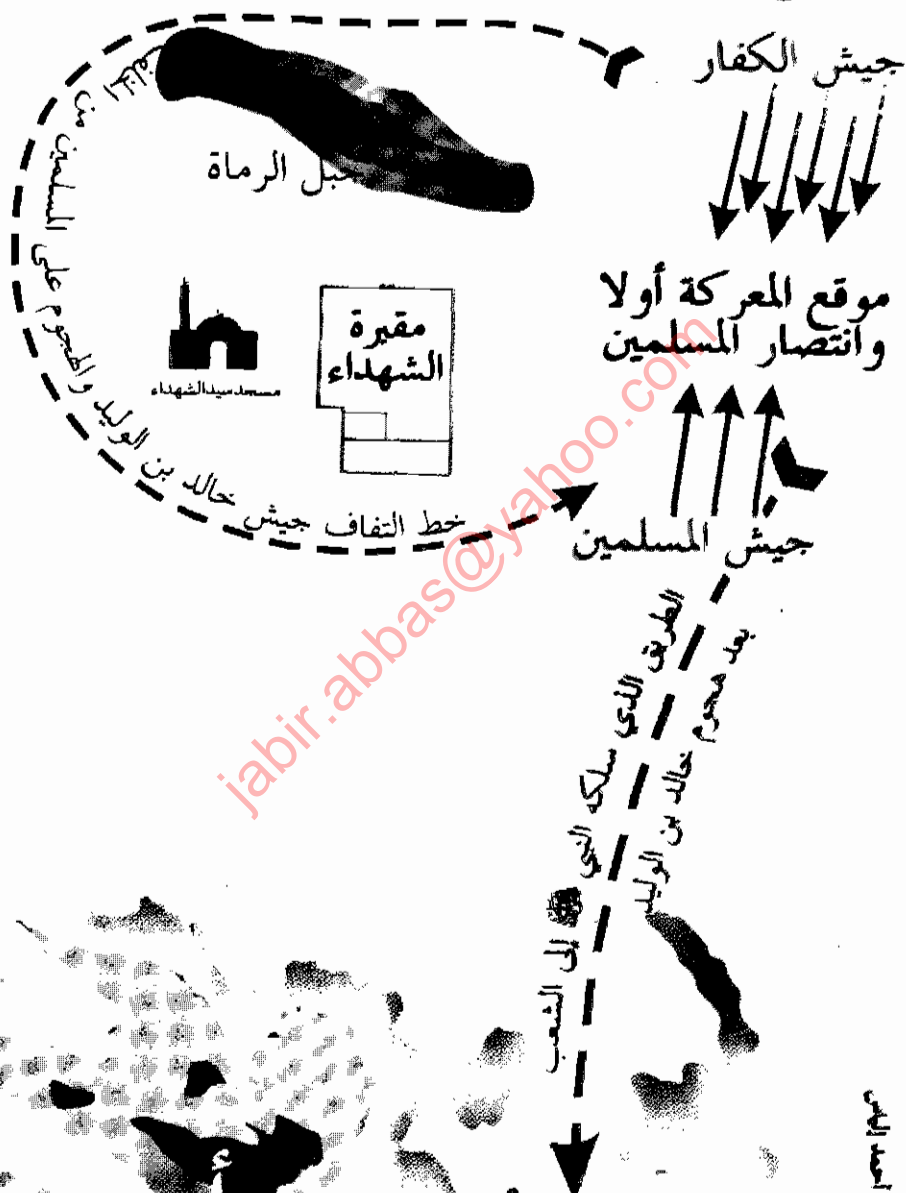 جيش الكفار
جبل الرماة
موقع المعركة أولا
وانتصار المسلمين
مقبرة
الشهداء
مسجد سيد الشهداء
جيش المسلمين
خط التفاف جيش خالد بن الوليد والهجوم على المسلمين من الخلف
الطريق الذي سلكه النبي ﷺ إلى الشعب
بعد هجوم خالد بن الوليد
jabir.abbas@yahoo.com